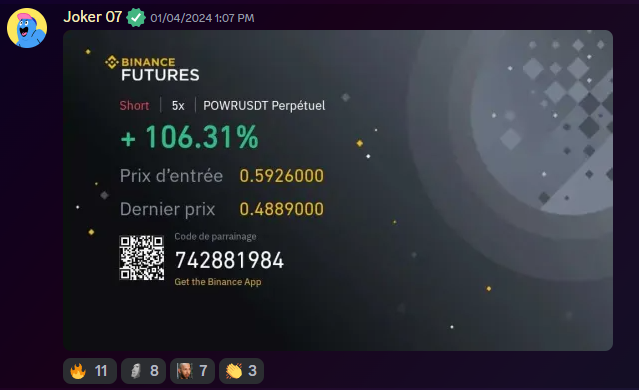 Joker 07 01/04/2024 1:07 PM
BINANCE
FUTURES
Short 5x POWRUSDT Perpétuel
+ 106.31%
Prix d'entrée 0.5926000
Dernier prix 0.4889000
Code de parrainage
742881984
Get the Binance App
11 8 7 3